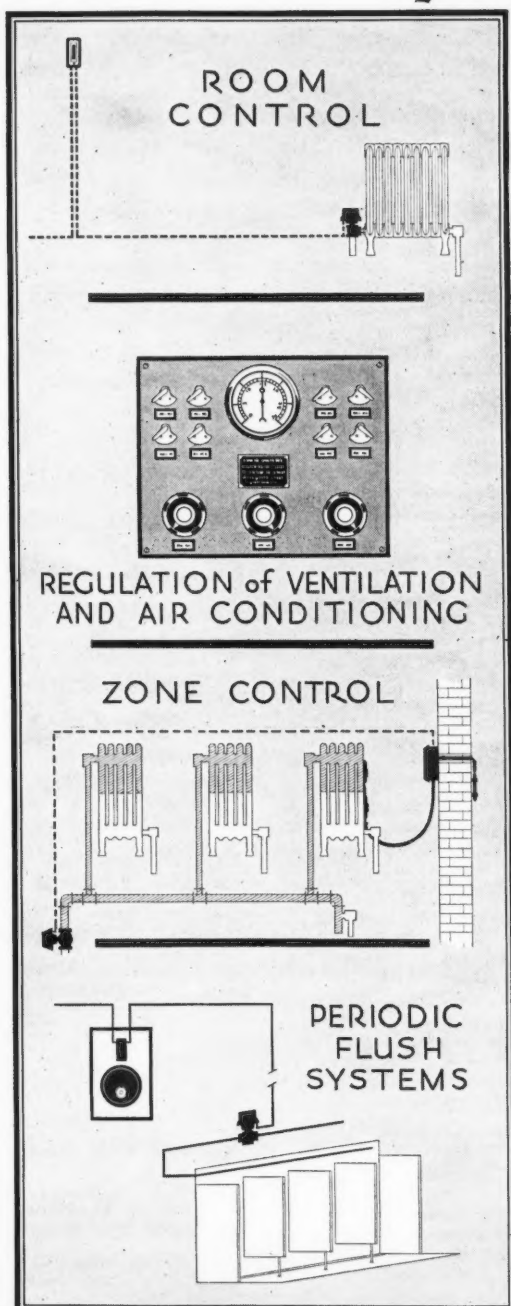 ROOM
CONTROL
REGULATION of VENTILATION
AND AIR CONDITIONING
ZONE CONTROL
PERIODIC
FLUSH
SYSTEMS